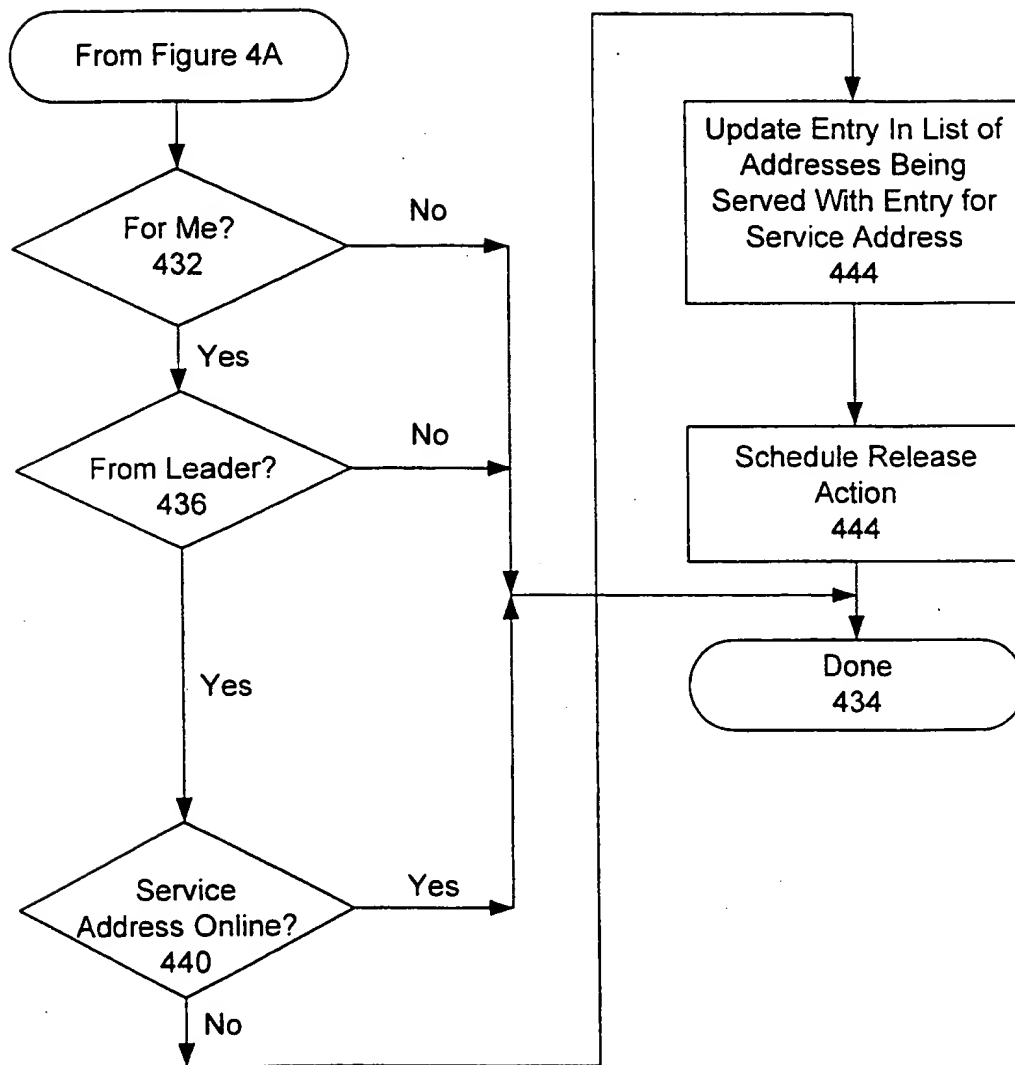 From Figure 4A
For Me?
432
No
Yes
From Leader?
436
No
Yes
Service
Address Online?
440
Yes
No
Update Entry In List of
Addresses Being
Served With Entry for
Service Address
444
Schedule Release
Action
444
Done
434